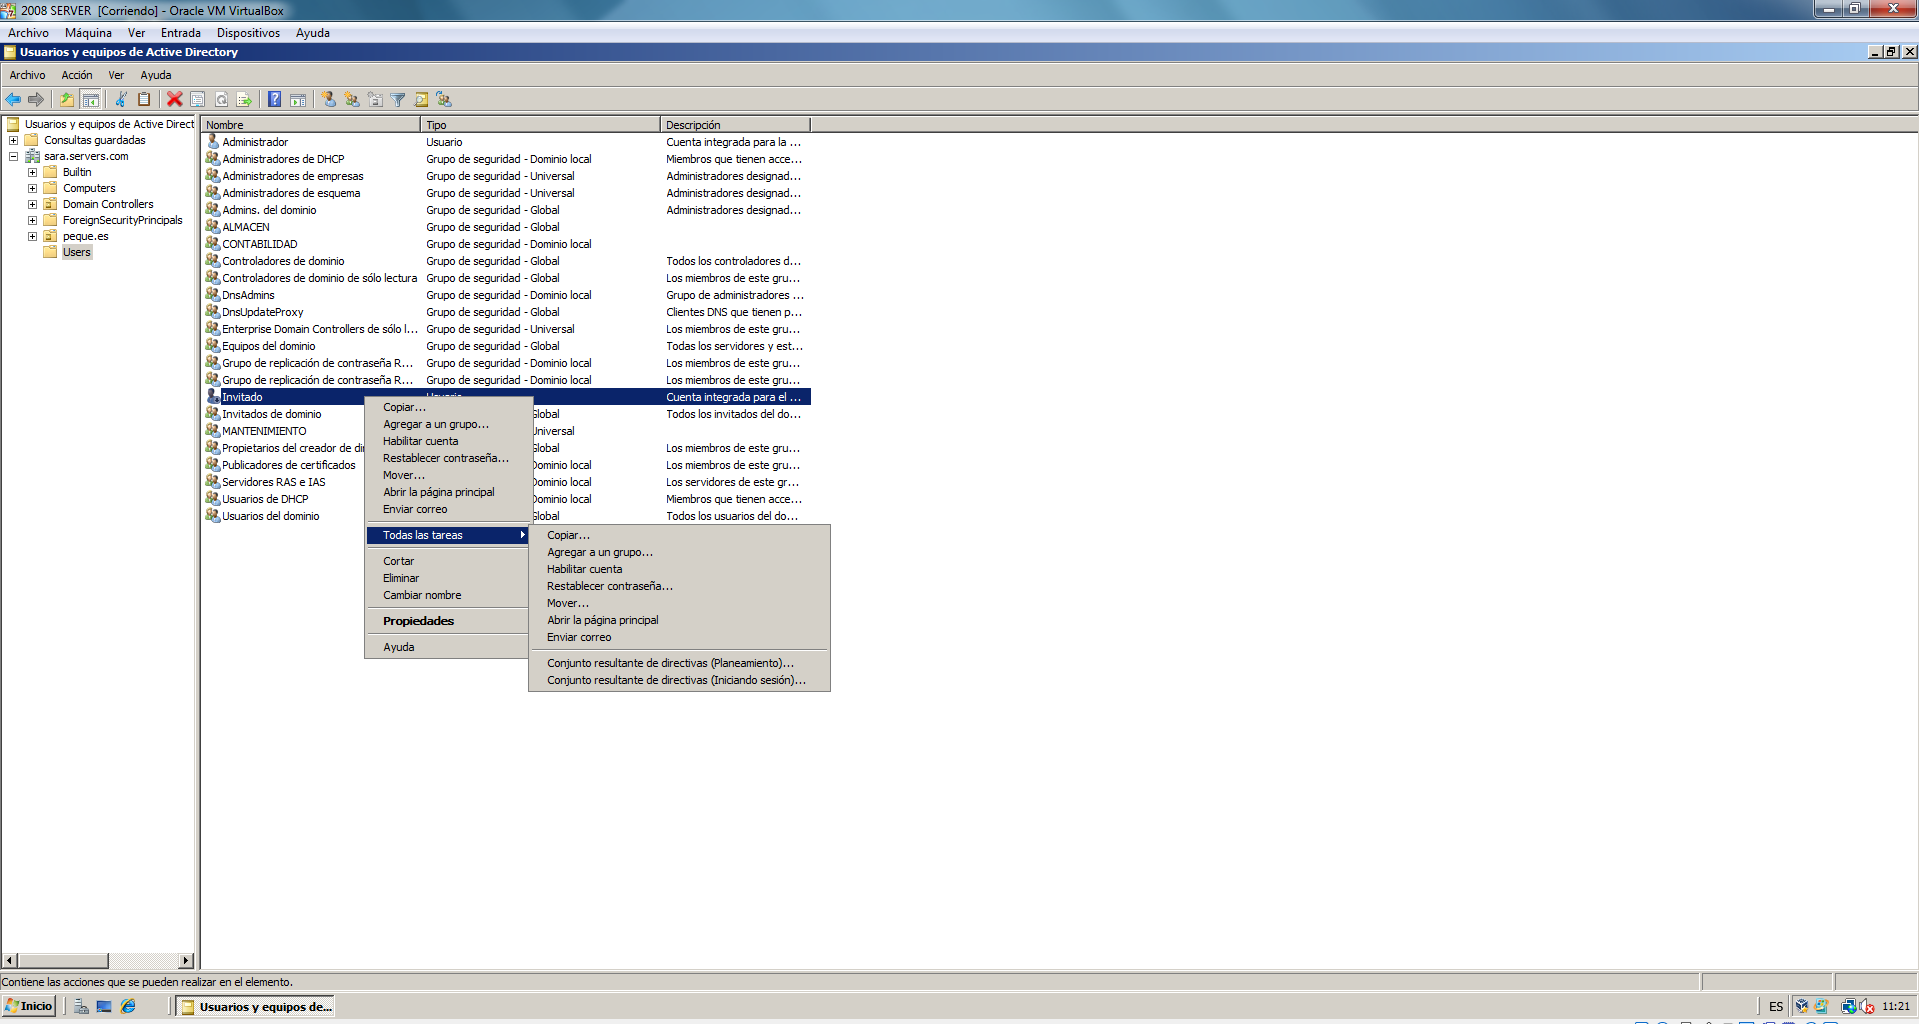 2008 SERVER [Corriendo] - Oracle VM VirtualBox
Archivo Máquina Ver Entrada Dispositivos Ayuda
Usuarios y equipos de Active Directory
Archivo Acción Ver Ayuda
Usuarios y equipos de Active Direct
Consultas guardadas
sara.servers.com
Builtin
Computers
Domain Controllers
ForeignSecurityPrincipals
peque.es
Users
Nombre Tipo Descripción
Administrador Usuario Cuenta integrada para la ...
Administradores de DHCP Grupo de seguridad - Dominio local Miembros que tienen acce...
Administradores de empresas Grupo de seguridad - Universal Administradores designad...
Administradores de esquema Grupo de seguridad - Universal Administradores designad...
Admins. del dominio Grupo de seguridad - Global Administradores designad...
ALMACEN Grupo de seguridad - Global
CONTABILIDAD Grupo de seguridad - Dominio local
Controladores de dominio Grupo de seguridad - Global Todos los controladores d...
Controladores de dominio de sólo lectura Grupo de seguridad - Global Los miembros de este gru...
DnsAdmins Grupo de seguridad - Dominio local Grupo de administradores ...
DnsUpdateProxy Grupo de seguridad - Global Clientes DNS que tienen p...
Enterprise Domain Controllers de sólo l... Grupo de seguridad - Universal Los miembros de este gru...
Equipos del dominio Grupo de seguridad - Global Todas los servidores y est...
Grupo de replicación de contraseña R... Grupo de seguridad - Dominio local Los miembros de este gru...
Grupo de replicación de contraseña R... Grupo de seguridad - Dominio local Los miembros de este gru...
Invitado Usuario Cuenta integrada para el ...
Invitados de dominio Global Todos los invitados del do...
MANTENIMIENTO Universal
Propietarios del creador de di Global Los miembros de este gru...
Publicadores de certificados Dominio local Los miembros de este gru...
Servidores RAS e IAS Dominio local Los servidores de este gr...
Usuarios de DHCP Dominio local Miembros que tienen acce...
Usuarios del dominio Global Todos los usuarios del do...
Copiar...
Agregar a un grupo...
Habilitar cuenta
Restablecer contraseña...
Mover...
Abrir la página principal
Enviar correo
Todas las tareas
Cortar
Eliminar
Cambiar nombre
Propiedades
Ayuda
Copiar...
Agregar a un grupo...
Habilitar cuenta
Restablecer contraseña...
Mover...
Abrir la página principal
Enviar correo
Conjunto resultante de directivas (Planeamiento)...
Conjunto resultante de directivas (Iniciando sesión)...
Contiene las acciones que se pueden realizar en el elemento.
Inicio Usuarios y equipos de... ES 11:21